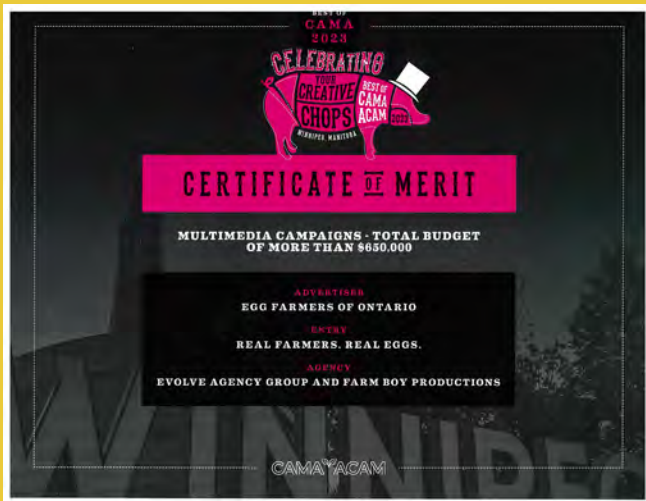 BEST OF
CAMA
2023
CELEBRATING
YOUR
CREATIVE
CHOPS
BEST OF
CAMA
ACAM
2023
WINNIPEG, MANITOBA
CERTIFICATE OF MERIT
MULTIMEDIA CAMPAIGNS - TOTAL BUDGET
OF MORE THAN $650,000
ADVERTISER
EGG FARMERS OF ONTARIO
ENTRY
REAL FARMERS. REAL EGGS.
AGENCY
EVOLVE AGENCY GROUP AND FARM BOY PRODUCTIONS
WINNIPEG
CAMA ACAM